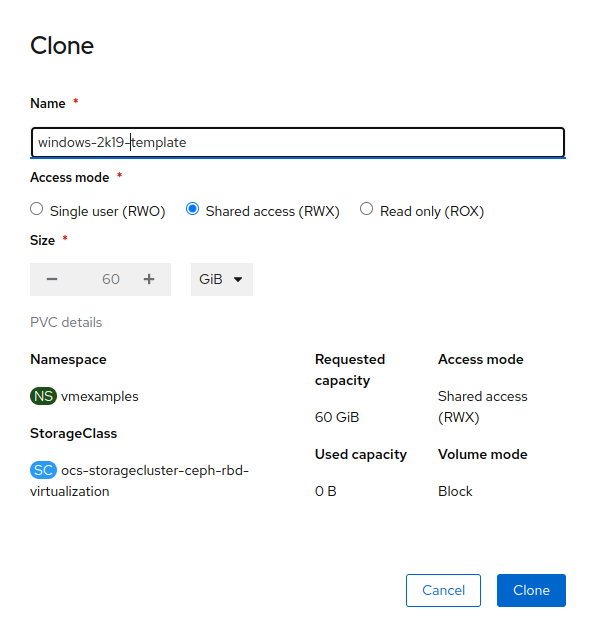 Clone
Name *
windows-2k19-template
Access mode *
Single user (RWO) Shared access (RWX) Read only (ROX)
Size *
60 GiB
PVC details
Namespace
NS vmexamples
StorageClass
SC ocs-storagecluster-ceph-rbd-
virtualization
Requested
capacity
60 GiB
Used capacity
0 B
Access mode
Shared access
(RWX)
Volume mode
Block
Cancel Clone